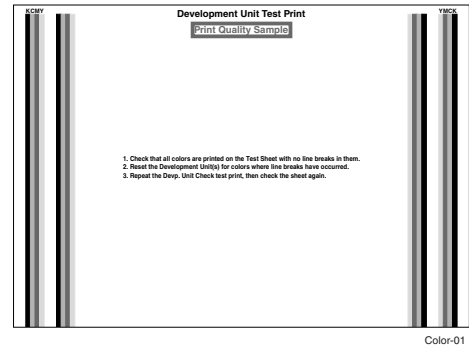 KCMY
Development Unit Test Print
YMCK
Print Quality Sample
1. Check that all colors are printed on the Test Sheet with no line breaks in them.
2. Reset the Development Unit(s) for colors where line breaks have occurred.
3. Repeat the Devp. Unit Check test print, then check the sheet again.
Color-01